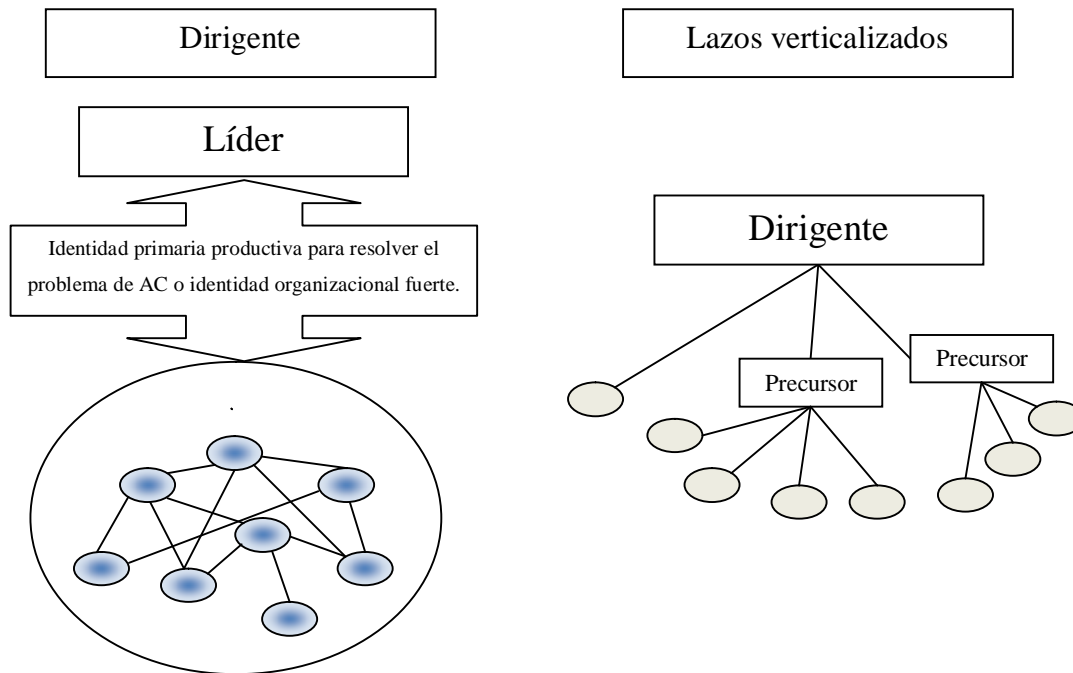 Dirigente
Lazos verticalizados
Líder
Identidad primaria productiva para resolver el
problema de AC o identidad organizacional fuerte.
Dirigente
Precursor
Precursor